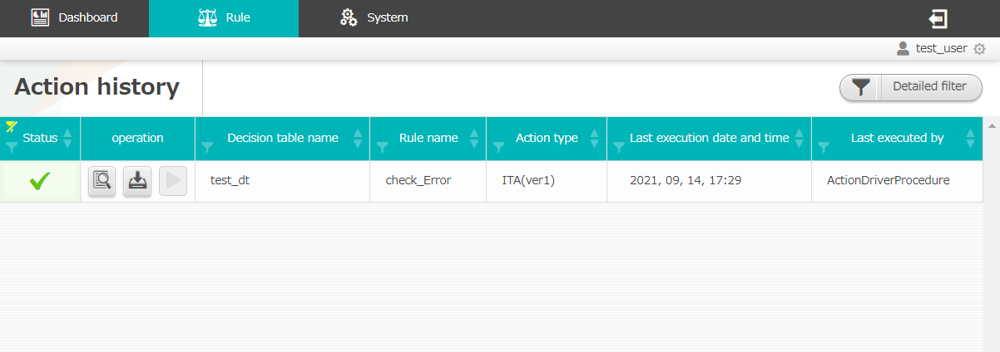 Dashboard Rule System
test_user
Action history
Detailed filter
Status operation Decision table name Rule name Action type Last execution date and time Last executed by
test_dt check_Error ITA(ver1) 2021, 09, 14, 17:29 ActionDriverProcedure